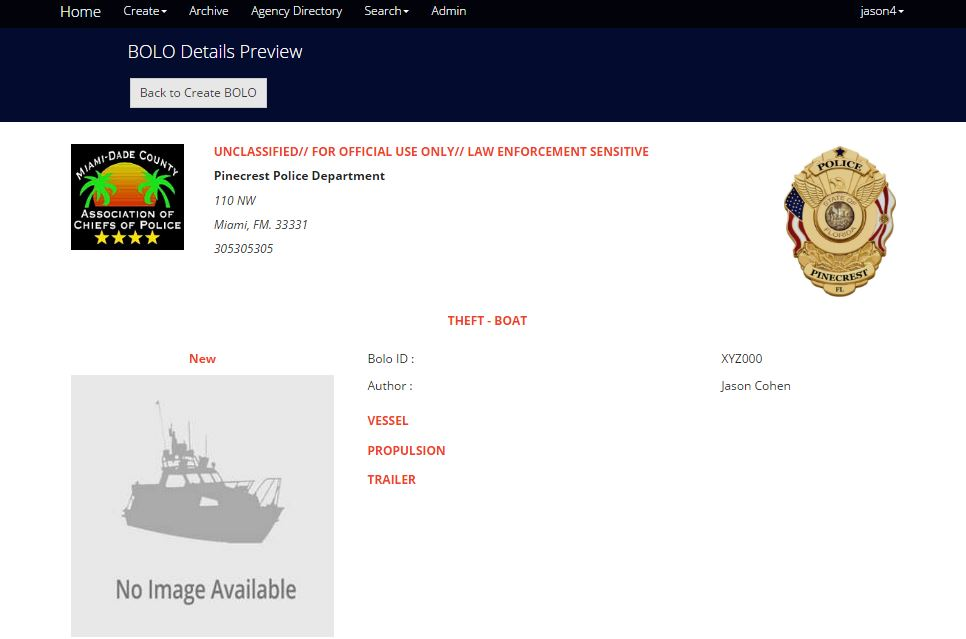 Home Create Archive Agency Directory Search Admin jason4
BOLO Details Preview
Back to Create BOLO
MIAMI-DADE COUNTY
ASSOCIATION OF
CHIEFS OF POLICE
UNCLASSIFIED// FOR OFFICIAL USE ONLY// LAW ENFORCEMENT SENSITIVE
Pinecrest Police Department
110 NW
Miami, FM. 33331
305305305
POLICE
STATE OF
FLORIDA
PINECREST
FL
THEFT - BOAT
New
Bolo ID : XYZ000
Author : Jason Cohen
VESSEL
PROPULSION
TRAILER
No Image Available